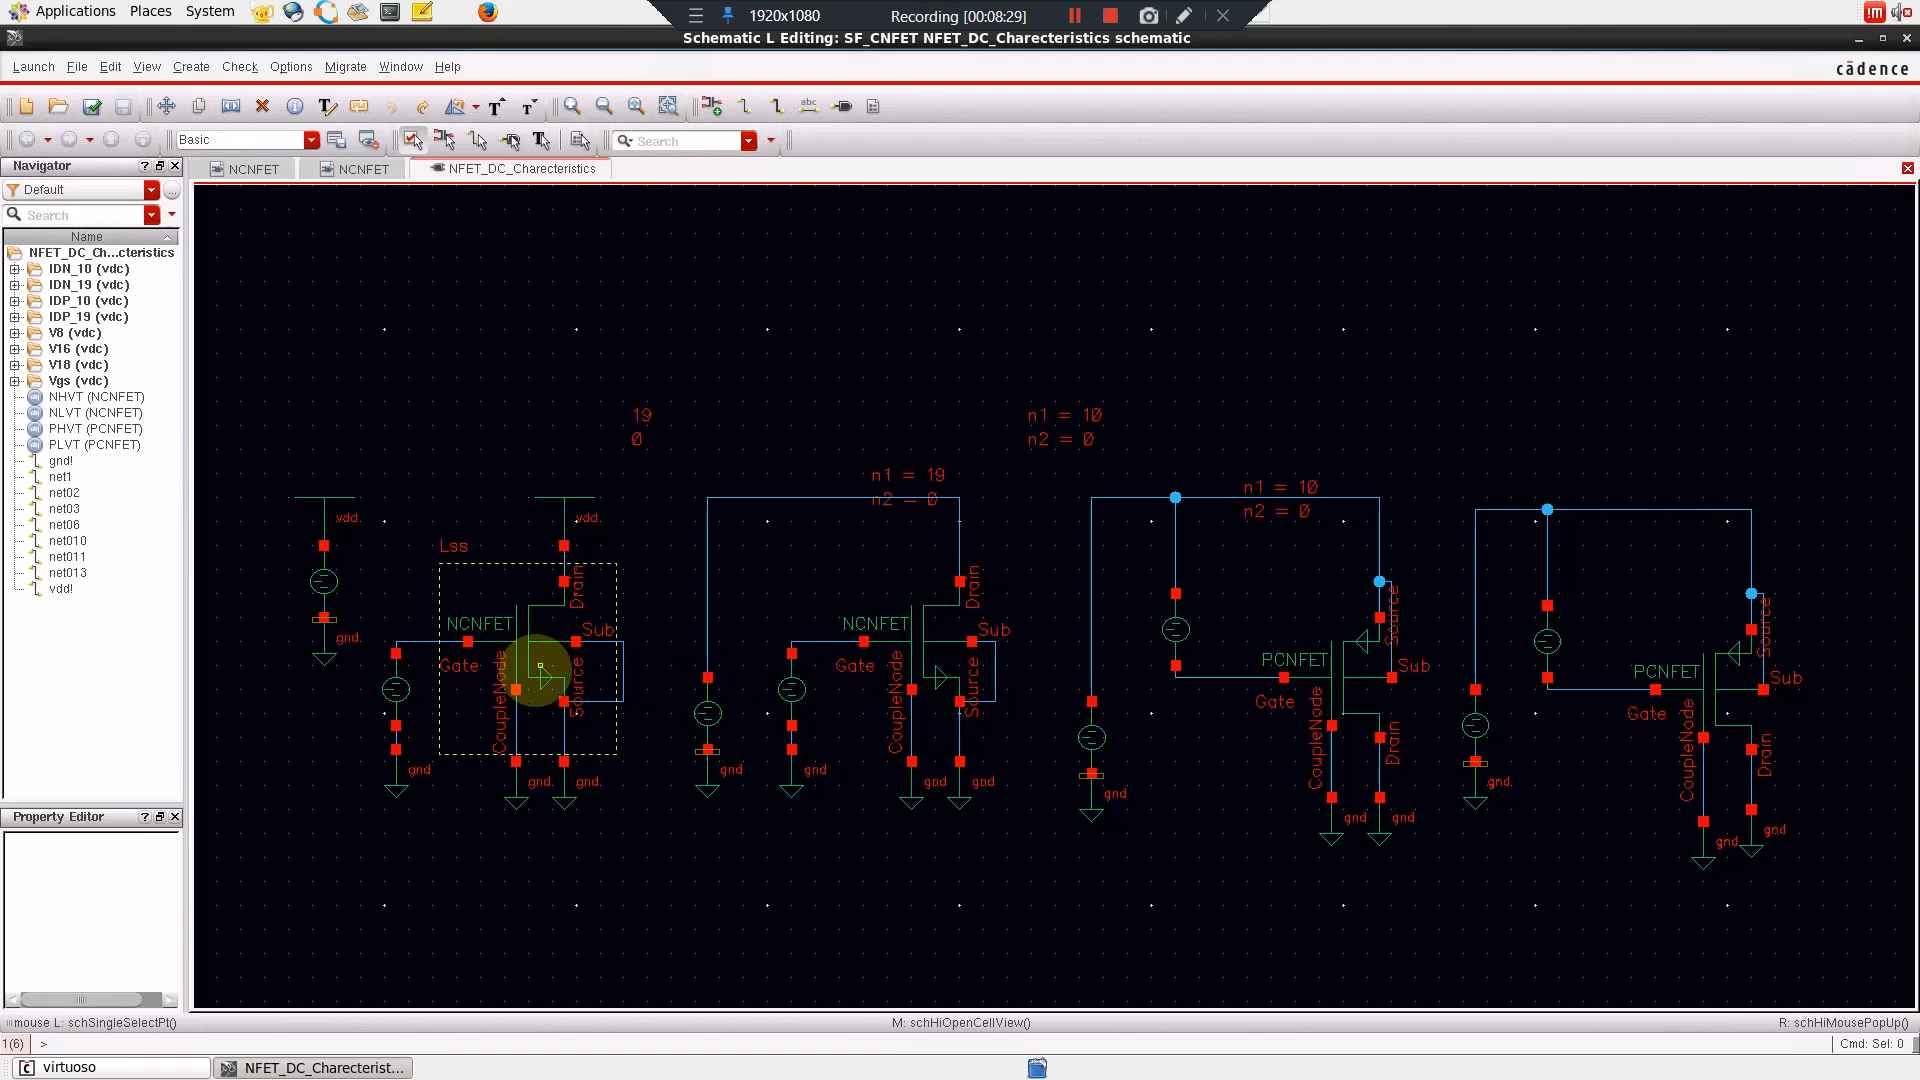 Applications Places System
1920x1080 Recording [00:08:29]
Schematic L Editing: SF_CNFET NFET_DC_Charecteristics schematic
Launch File Edit View Create Check Options Migrate Window Help
cādence
Basic
Search
Navigator
NCNFET
NCNFET
NFET_DC_Charecteristics
Default
Search
Name
NFET_DC_Ch...cteristics
IDN_10 (vdc)
IDN_19 (vdc)
IDP_10 (vdc)
IDP_19 (vdc)
V8 (vdc)
V16 (vdc)
V18 (vdc)
Vgs (vdc)
NHVT (NCNFET)
NLVT (NCNFET)
PHVT (PCNFET)
PLVT (PCNFET)
gnd!
net1
net02
net03
net06
net010
net011
net013
vdd!
Property Editor
19
0
n1 = 10
n2 = 0
n1 = 19
n2 = 0
n1 = 10
n2 = 0
vdd.
vdd.
Lss
Drain
NCNFET
Sub
Gate
CoupleNode
Source
gnd.
gnd
gnd.
gnd.
Drain
NCNFET
Sub
Gate
CoupleNode
Source
gnd
gnd
gnd
gnd
Source
PCNFET
Sub
Gate
CoupleNode
Drain
gnd
gnd
gnd
Source
PCNFET
Sub
Gate
CoupleNode
Drain
gnd
gnd
gnd
mouse L: schSingleSelectPt()
M: schHiOpenCellView()
R: schHiMousePopUp()
1(6) >
Cmd: Sel: 0
virtuoso
NFET_DC_Charecterist...